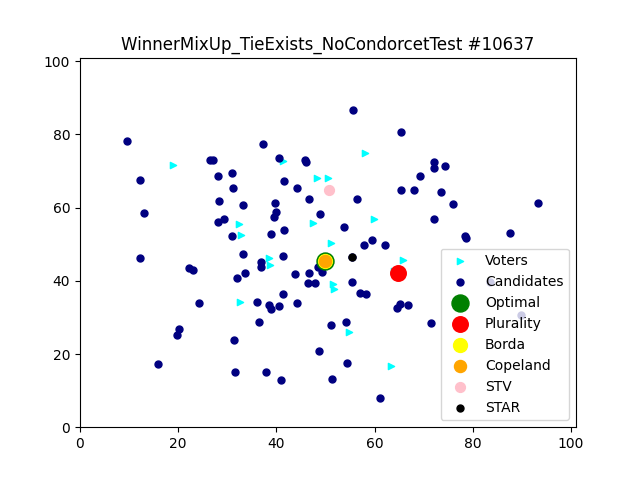 WinnerMixUp_TieExists_NoCondorcetTest #10637
100
80
60
40
20
0
0
20
40
60
80
100
Voters
Candidates
Optimal
Plurality
Borda
Copeland
STV
STAR